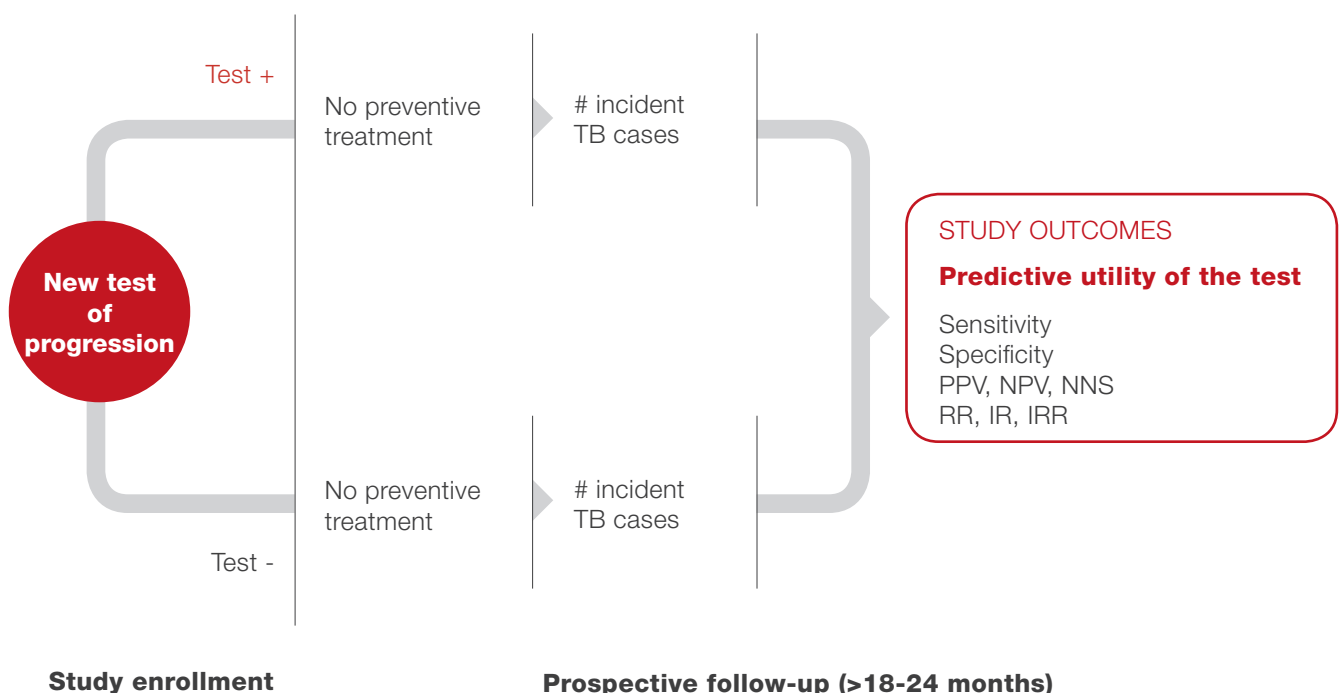 Test +
No preventive
treatment
# incident
TB cases
New test
of
progression
STUDY OUTCOMES
Predictive utility of the test
Sensitivity
Specificity
PPV, NPV, NNS
RR, IR, IRR
No preventive
treatment
# incident
TB cases
Test -
Study enrollment
Prospective follow-up (>18-24 months)